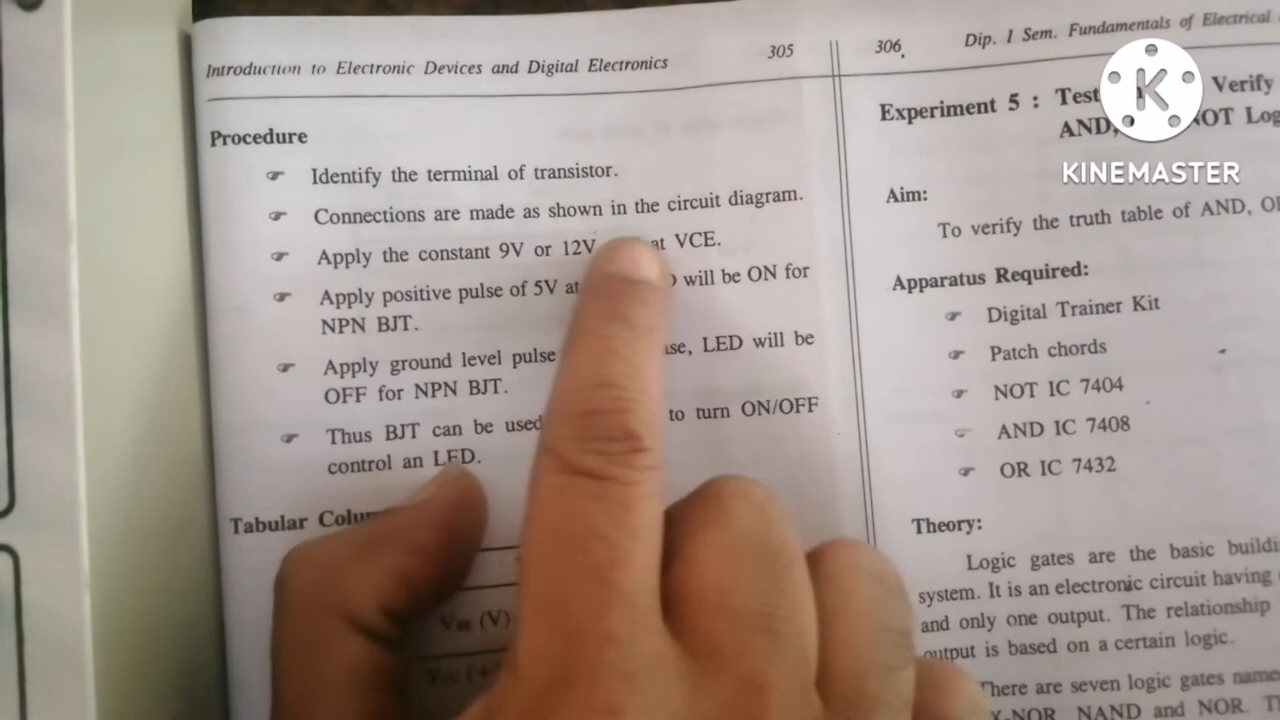 Introduction to Electronic Devices and Digital Electronics 305
Procedure
Identify the terminal of transistor.
Connections are made as shown in the circuit diagram.
Apply the constant 9V or 12V at VCE.
Apply positive pulse of 5V at will be ON for
NPN BJT.
Apply ground level pulse LED will be
OFF for NPN BJT.
Thus BJT can be used to turn ON/OFF
control an LED.
Tabular
(V)
306 Dip. I Sem. Fundamentals of Electrical
Experiment 5 : Verify
AND, NOT
Aim:
To verify the truth table of AND,
Apparatus Required:
Digital Trainer Kit
Patch chords
NOT IC 7404
AND IC 7408
OR IC 7432
Theory:
Logic gates are the basic
system. It is an electronic circuit having
and only one output. The relationship
output is based on a certain logic.
There are seven logic gates
X-NOR, NAND and NOR.
K
KINEMASTER